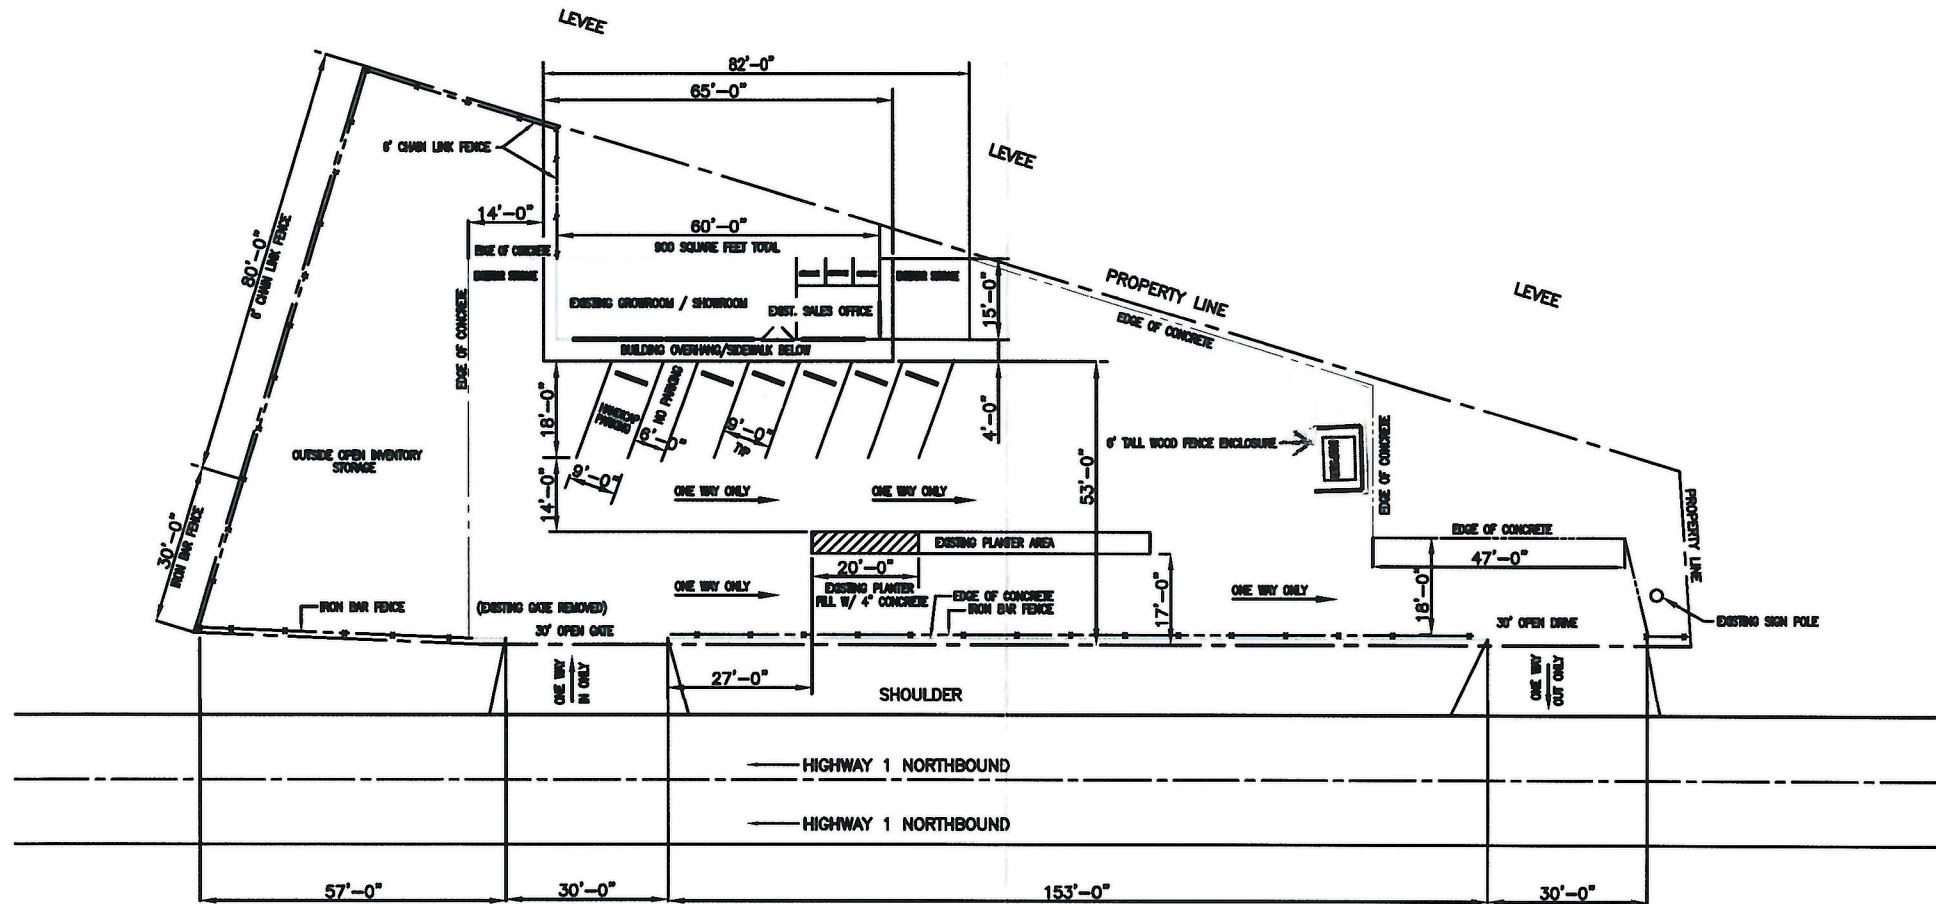 LEVEE
82'-0"
65'-0"
6' CHAIN LINK FENCE
LEVEE
14'-0"
60'-0"
900 SQUARE FEET TOTAL
EDGE OF CONCRETE
EXISTING GROWROOM / SHOWROOM
EXIST. SALES OFFICE
BUILDING OVERHANG/SIDEWALK BELOW
15'-0"
PROPERTY LINE
EDGE OF CONCRETE
LEVEE
80'-0"
6' CHAIN LINK FENCE
EDGE OF CONCRETE
18'-0"
HANDICAP
PARKING
NO PARKING
6'-0"
9'-0"
TIP
4'-0"
53'-0"
6' TALL WOOD FENCE ENCLOSURE
EDGE OF CONCRETE
OUTSIDE OPEN INVENTORY
STORAGE
9'-0"
14'-0"
ONE WAY ONLY
ONE WAY ONLY
30'-0"
IRON BAR FENCE
EXISTING PLANTER AREA
EDGE OF CONCRETE
47'-0"
PROPERTY LINE
20'-0"
EXISTING PLANTER
FILL W/ 4" CONCRETE
ONE WAY ONLY
EDGE OF CONCRETE
IRON BAR FENCE
17'-0"
ONE WAY ONLY
18'-0"
IRON BAR FENCE
(EXISTING GATE REMOVED)
30' OPEN GATE
30' OPEN DRIVE
EXISTING SIGN POLE
ONE WAY
IN ONLY
27'-0"
SHOULDER
ONE WAY
OUT ONLY
HIGHWAY 1 NORTHBOUND
HIGHWAY 1 NORTHBOUND
57'-0"
30'-0"
153'-0"
30'-0"